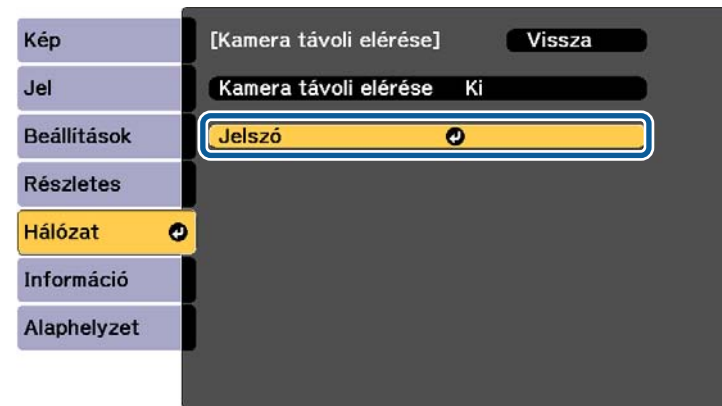 Kép
Jel
Beállítások
Részletes
Hálózat
Információ
Alaphelyzet
[Kamera távoli elérése] Vissza
Kamera távoli elérése Ki
Jelszó